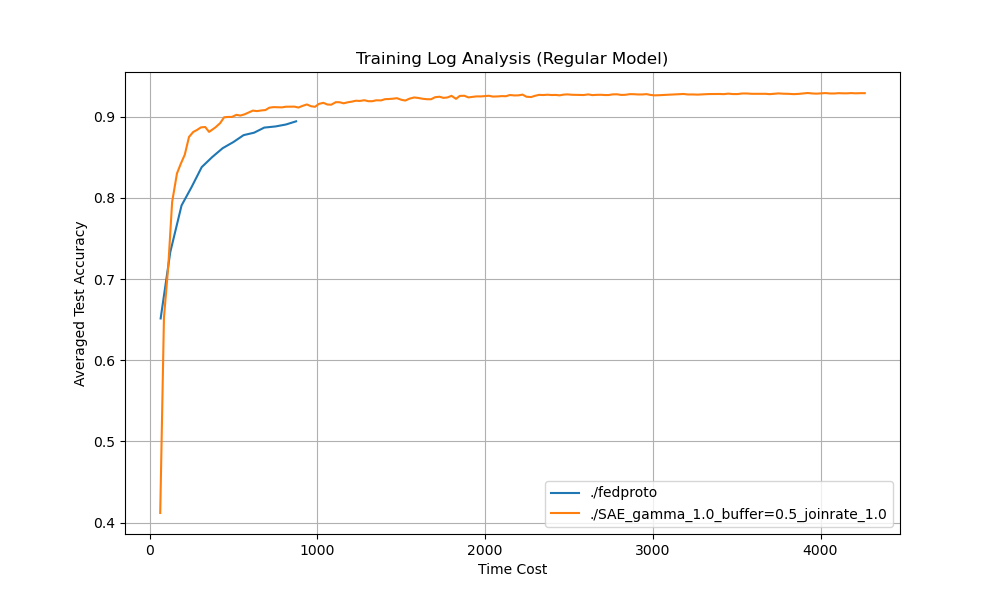 Training Log Analysis (Regular Model)
Averaged Test Accuracy
0.9
0.8
0.7
0.6
0.5
0.4
0
1000
2000
3000
4000
Time Cost
./fedproto
./SAE_gamma_1.0_buffer=0.5_joinrate_1.0